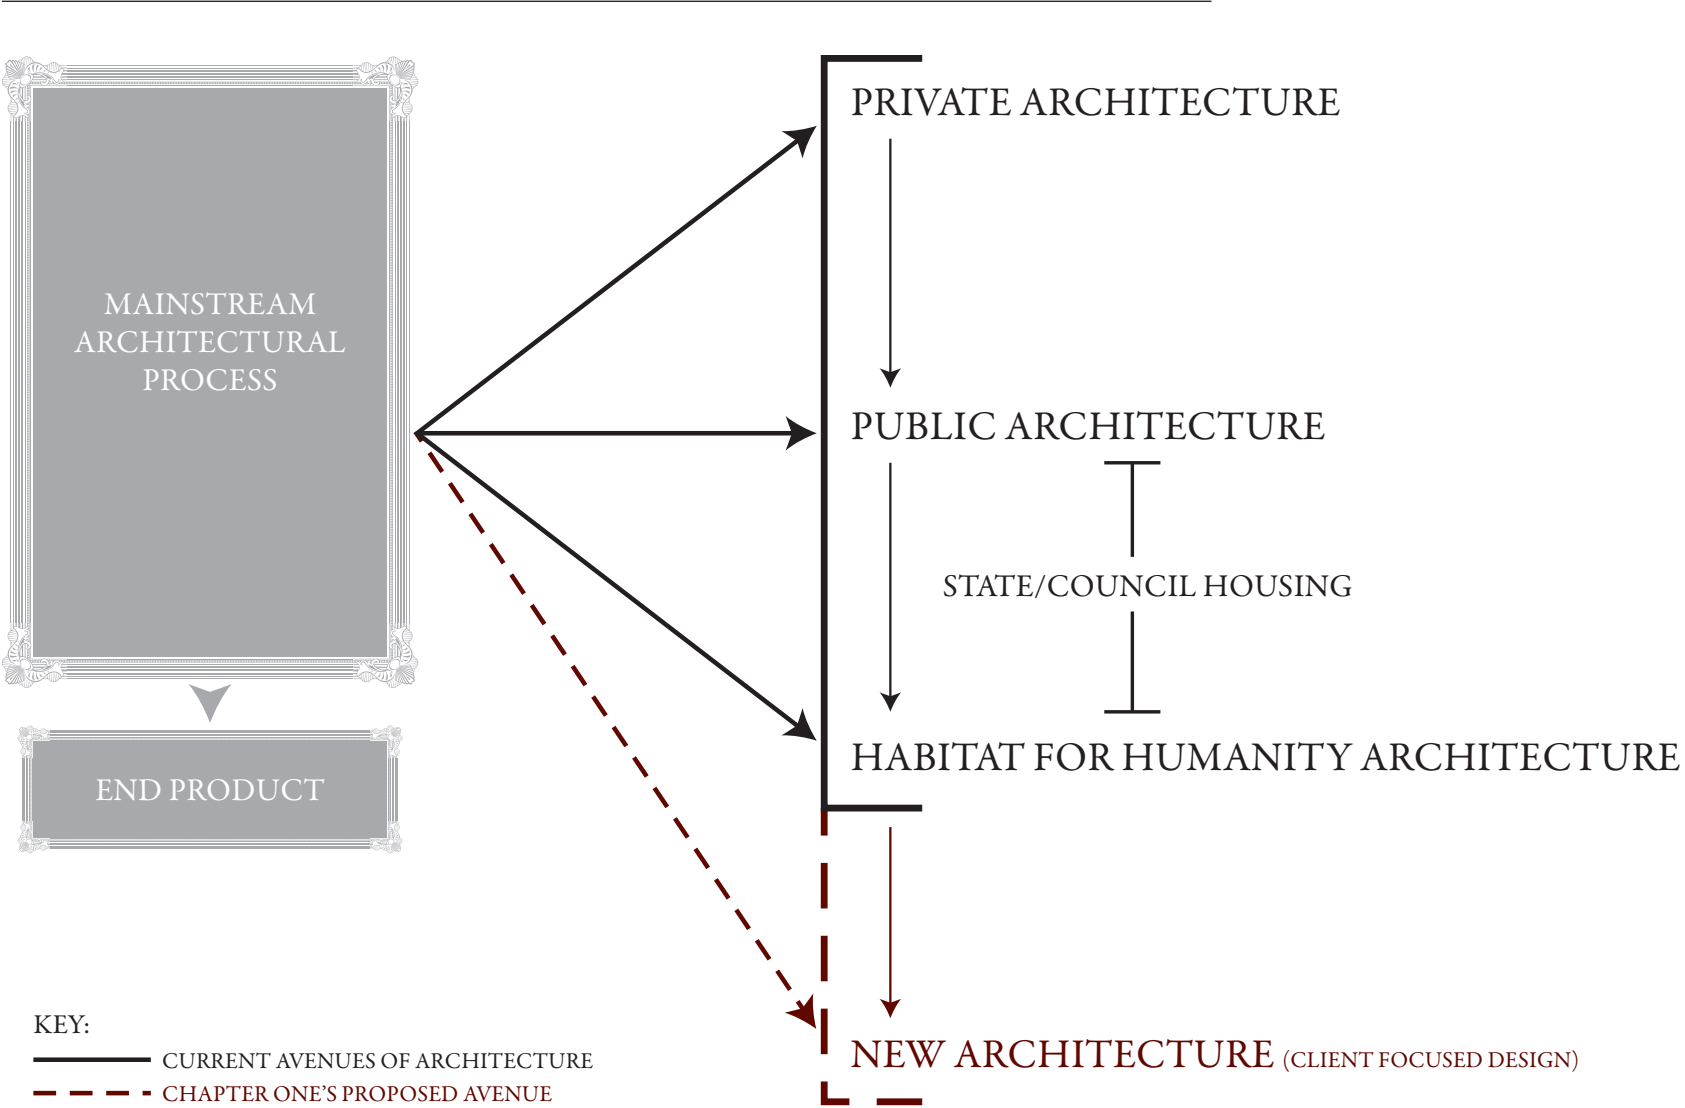 MAINSTREAM
ARCHITECTURAL
PROCESS
END PRODUCT
PRIVATE ARCHITECTURE
PUBLIC ARCHITECTURE
STATE/COUNCIL HOUSING
HABITAT FOR HUMANITY ARCHITECTURE
NEW ARCHITECTURE (CLIENT FOCUSED DESIGN)
KEY:
CURRENT AVENUES OF ARCHITECTURE
CHAPTER ONE'S PROPOSED AVENUE